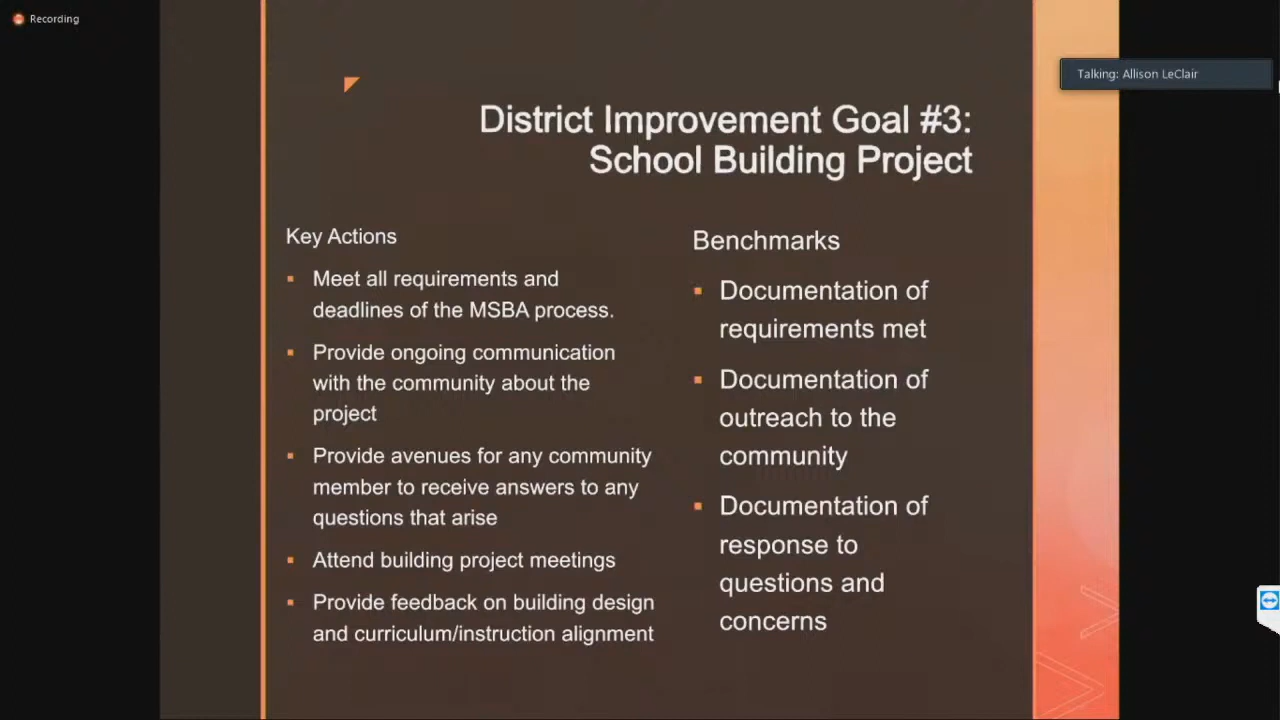 Recording
Talking: Allison LeClair
District Improvement Goal #3:
School Building Project
Key Actions
Meet all requirements and
deadlines of the MSBA process.
Provide ongoing communication
with the community about the
project
Provide avenues for any community
member to receive answers to any
questions that arise
Attend building project meetings
Provide feedback on building design
and curriculum/instruction alignment
Benchmarks
Documentation of
requirements met
Documentation of
outreach to the
community
Documentation of
response to
questions and
concerns